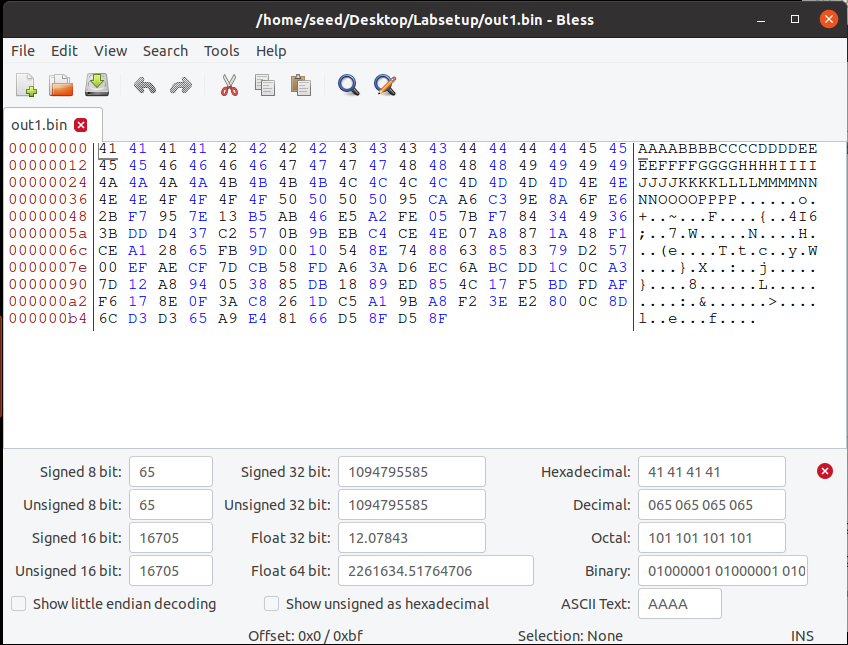 /home/seed/Desktop/Labsetup/out1.bin - Bless
File Edit View Search Tools Help
out1.bin
00000000 41 41 41 41 42 42 42 42 43 43 43 43 44 44 44 44 45 45 AAAABBBBCCCCDDDDEE
00000012 45 45 46 46 46 46 47 47 47 47 48 48 48 48 49 49 49 49 EEFFFFGGGGHHHHIIII
00000024 4A 4A 4A 4A 4B 4B 4B 4B 4C 4C 4C 4C 4D 4D 4D 4D 4E 4E JJJJKKKKLLLLMMMMNN
00000036 4E 4E 4F 4F 4F 4F 50 50 50 50 95 CA A6 C3 9E 8A 6F E6 NNOOOOPPPP......o.
00000048 2B F7 95 7E 13 B5 AB 46 E5 A2 FE 05 7B F7 84 34 49 36 +..~...F....{..4I6
0000005a 3B DD D4 37 C2 57 0B 9B EB C4 CE 4E 07 A8 87 1A 48 F1 ;..7.W.....N....H.
0000006c CE A1 28 65 FB 9D 00 10 54 8E 74 88 63 85 83 79 D2 57 ..(e....T.t.c..y.W
0000007e 00 EF AE CF 7D CB 58 FD A6 3A D6 EC 6A BC DD 1C 0C A3 ....}.X..:..j.....
00000090 7D 12 A8 94 05 38 85 DB 18 89 ED 85 4C 17 F5 BD FD AF }....8......L.....
000000a2 F6 17 8E 0F 3A C8 26 1D C5 A1 9B A8 F2 3E E2 80 0C 8D ....:.&......>....
000000b4 6C D3 D3 65 A9 E4 81 66 D5 8F D5 8F l..e...f....
Signed 8 bit: 65 Signed 32 bit: 1094795585 Hexadecimal: 41 41 41 41
Unsigned 8 bit: 65 Unsigned 32 bit: 1094795585 Decimal: 065 065 065 065
Signed 16 bit: 16705 Float 32 bit: 12.07843 Octal: 101 101 101 101
Unsigned 16 bit: 16705 Float 64 bit: 2261634.51764706 Binary: 01000001 01000001 010
Show little endian decoding Show unsigned as hexadecimal ASCII Text: AAAA
Offset: 0x0 / 0xbf Selection: None INS